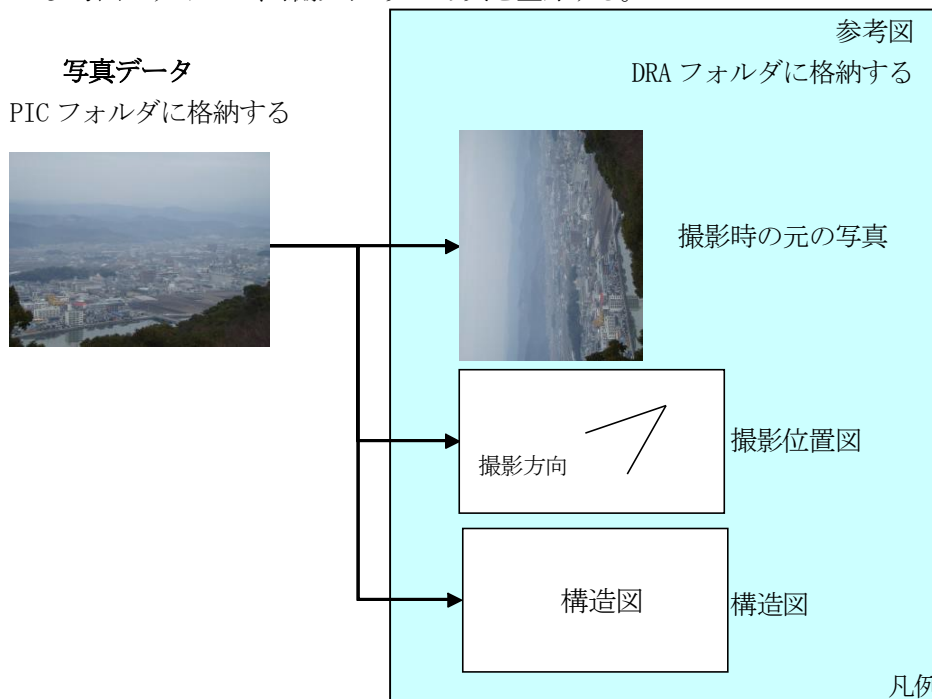 参考図
写真データ
DRA フォルダに格納する
PIC フォルダに格納する
撮影時の元の写真
撮影位置図
撮影方向
構造図
構造図
凡例